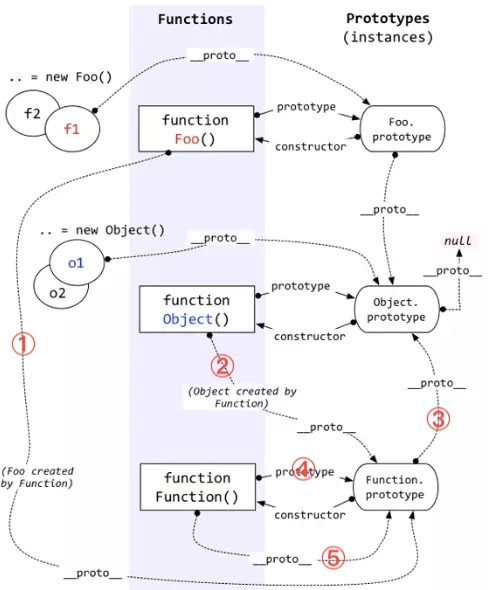 Functions
Prototypes
(instances)
__proto__
.. = new Foo()
f2
f1
function
Foo()
prototype
constructor
Foo.
prototype
__proto__
.. = new Object()
__proto__
null
o1
o2
__proto__
function
Object()
prototype
constructor
Object.
prototype
①
②
(Object created by
Function)
__proto__
③
__proto__
④
(Foo created
by Function)
function
Function()
prototype
constructor
Function.
prototype
__proto__
⑤
__proto__